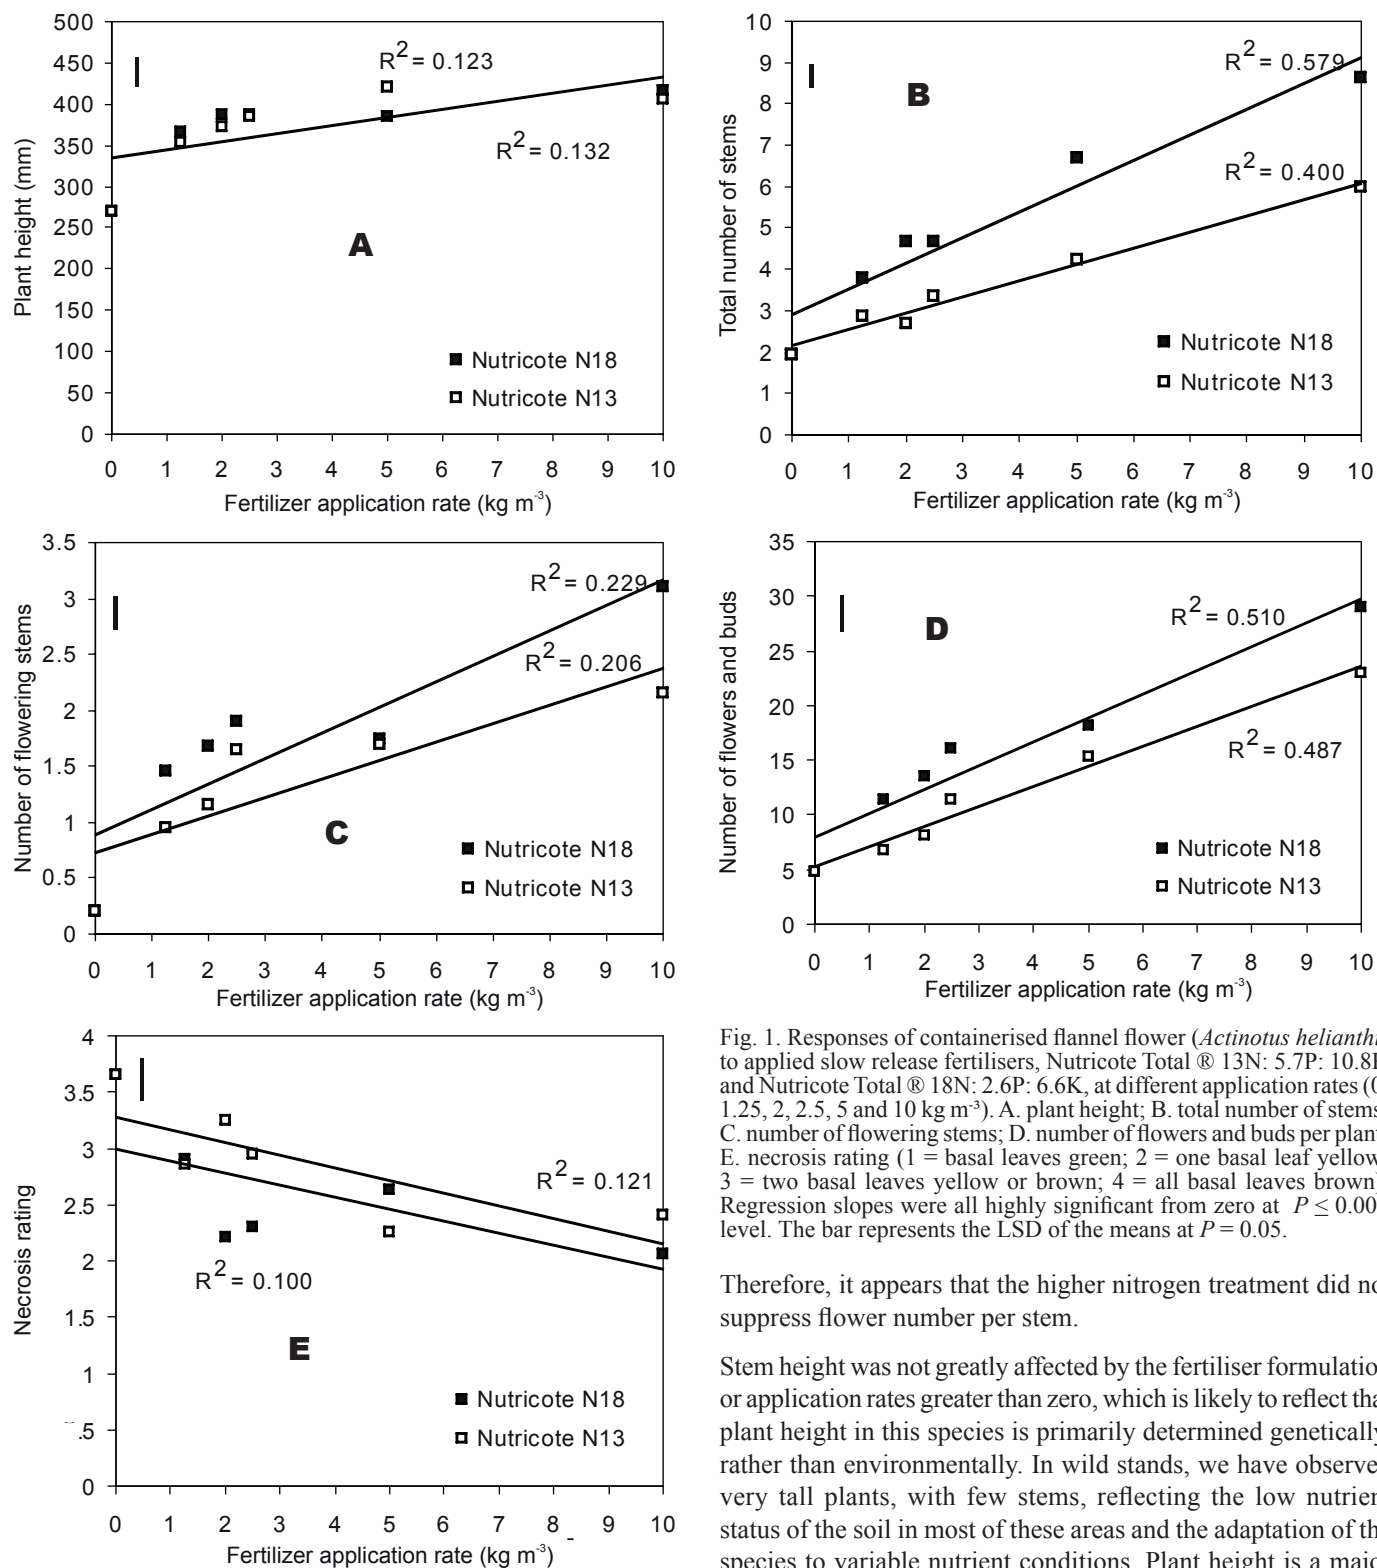 500
450
400
350
300
250
200
150
100
50
0
Plant height (mm)
R2 = 0.123
R2 = 0.132
A
Nutricote N18
Nutricote N13
0 1 2 3 4 5 6 7 8 9 10
Fertilizer application rate (kg m-3)
10
9
8
7
6
5
4
3
2
1
0
Total number of stems
R2 = 0.579
B
R2 = 0.400
Nutricote N18
Nutricote N13
0 1 2 3 4 5 6 7 8 9 10
Fertilizer application rate (kg m-3)
3.5
3
2.5
2
1.5
1
0.5
0
Number of flowering stems
R2 = 0.229
R2 = 0.206
C
Nutricote N18
Nutricote N13
0 1 2 3 4 5 6 7 8 9 10
Fertilizer application rate (kg m-3)
35
30
25
20
15
10
5
0
Number of flowers and buds
R2 = 0.510
D
R2 = 0.487
Nutricote N18
Nutricote N13
0 1 2 3 4 5 6 7 8 9 10
Fertilizer application rate (kg m-3)
4
3.5
3
2.5
2
1.5
1
.5
0
Necrosis rating
R2 = 0.121
R2 = 0.100
E
Nutricote N18
Nutricote N13
0 1 2 3 4 5 6 7 8 9 10
Fertilizer application rate (kg m-3)
Fig. 1. Responses of containerised flannel flower (Actinotus helianthi
to applied slow release fertilisers, Nutricote Total ® 13N: 5.7P: 10.8
and Nutricote Total ® 18N: 2.6P: 6.6K, at different application rates (0
1.25, 2, 2.5, 5 and 10 kg m-3). A. plant height; B. total number of stems
C. number of flowering stems; D. number of flowers and buds per plant
E. necrosis rating (1 = basal leaves green; 2 = one basal leaf yellow
3 = two basal leaves yellow or brown; 4 = all basal leaves brown)
Regression slopes were all highly significant from zero at P ≤ 0.00
level. The bar represents the LSD of the means at P = 0.05.
Therefore, it appears that the higher nitrogen treatment did no
suppress flower number per stem.
Stem height was not greatly affected by the fertiliser formulatio
or application rates greater than zero, which is likely to reflect tha
plant height in this species is primarily determined genetically
rather than environmentally. In wild stands, we have observe
very tall plants, with few stems, reflecting the low nutrien
status of the soil in most of these areas and the adaptation of th
species to variable nutrient conditions. Plant height is a majo